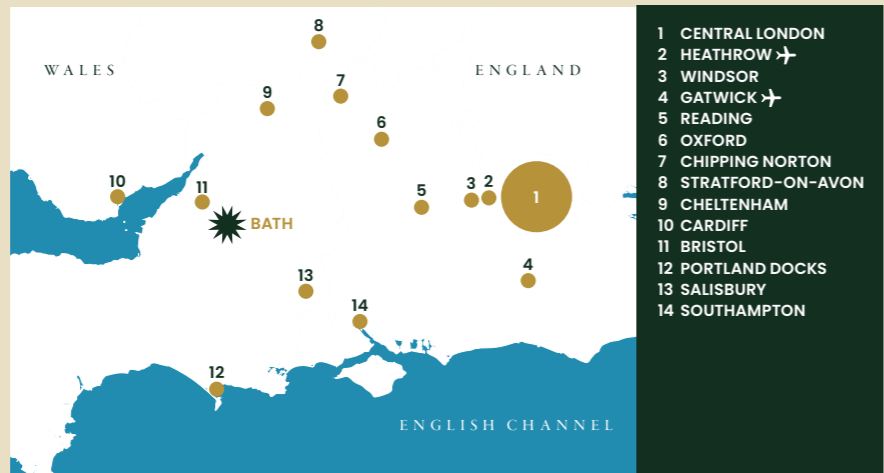 8
WALES
ENGLAND
7
9
6
10
11
5
3
2
1
BATH
4
13
14
12
ENGLISH CHANNEL
1 CENTRAL LONDON
2 HEATHROW
3 WINDSOR
4 GATWICK
5 READING
6 OXFORD
7 CHIPPING NORTON
8 STRATFORD-ON-AVON
9 CHELTENHAM
10 CARDIFF
11 BRISTOL
12 PORTLAND DOCKS
13 SALISBURY
14 SOUTHAMPTON